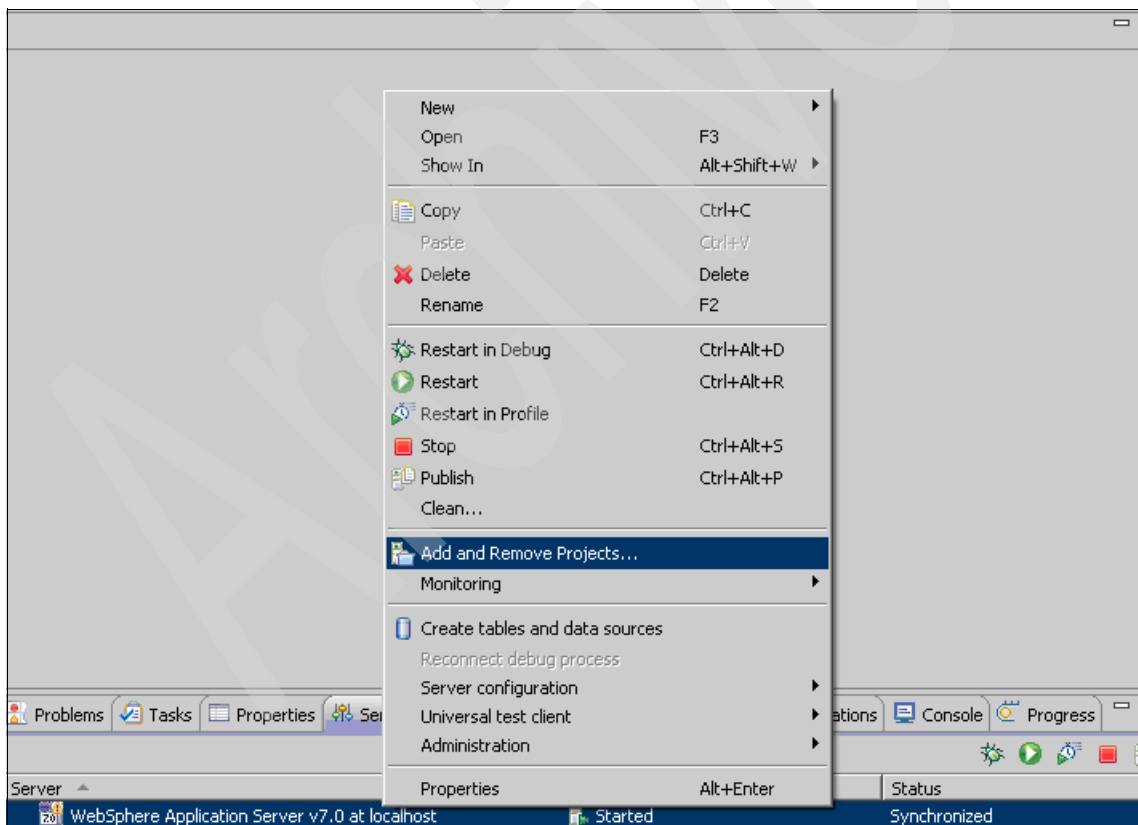 New
Open F3
Show In Alt+Shift+W
Copy Ctrl+C
Paste Ctrl+V
Delete Delete
Rename F2
Restart in Debug Ctrl+Alt+D
Restart Ctrl+Alt+R
Restart in Profile
Stop Ctrl+Alt+S
Publish Ctrl+Alt+P
Clean...
Add and Remove Projects...
Monitoring
Create tables and data sources
Reconnect debug process
Server configuration
Universal test client
Administration
Properties Alt+Enter
Problems Tasks Properties Se ations Console Progress
Server Status
WebSphere Application Server v7.0 at localhost Started Synchronized